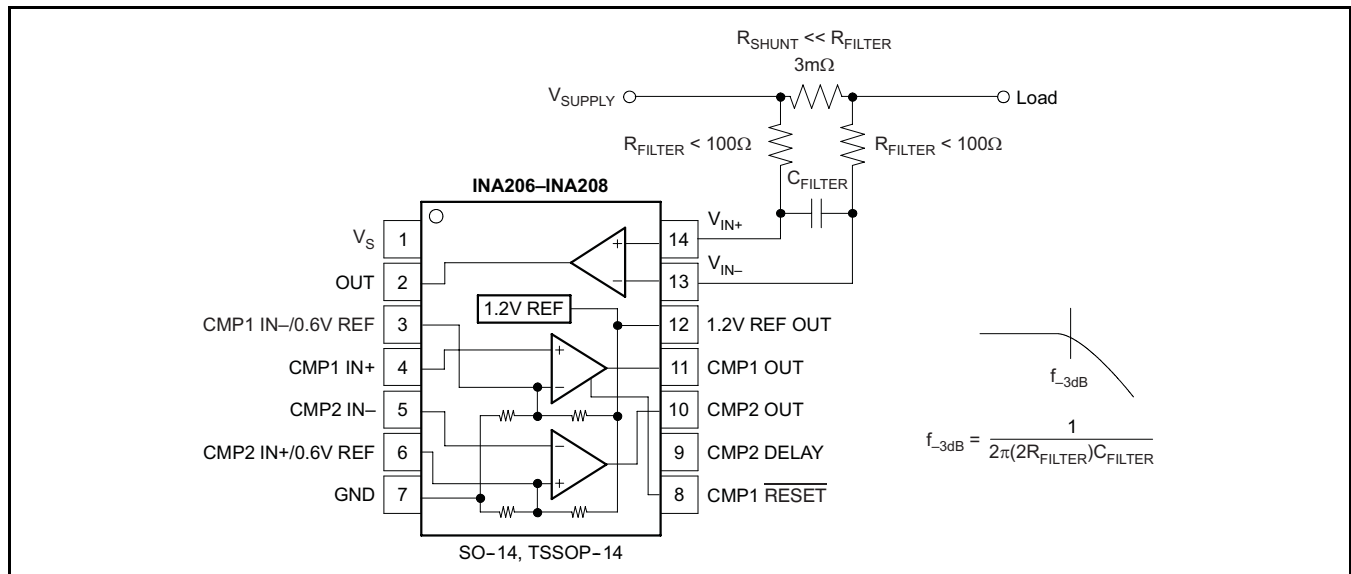 R_SHUNT << R_FILTER
3mΩ
V_SUPPLY
Load
R_FILTER < 100Ω
R_FILTER < 100Ω
C_FILTER
INA206–INA208
V_S
1
OUT
2
CMP1 IN–/0.6V REF
3
CMP1 IN+
4
CMP2 IN–
5
CMP2 IN+/0.6V REF
6
GND
7
+
–
1.2V REF
+
–
–
+
14
V_IN+
13
V_IN–
12
1.2V REF OUT
11
CMP1 OUT
10
CMP2 OUT
9
CMP2 DELAY
8
CMP1 R̅E̅S̅E̅T̅
SO-14, TSSOP-14
f_–3dB
f_–3dB = 1
2π(2R_FILTER)C_FILTER